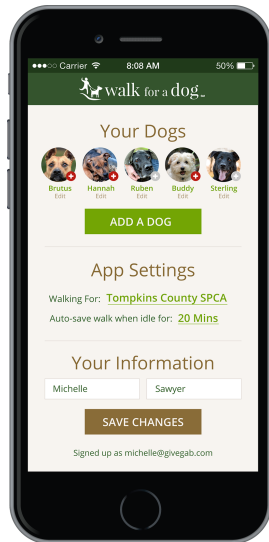 Carrier 8:08 AM 50%
walk for a dog™
Your Dogs
Brutus Hannah Ruben Buddy Sterling
Edit Edit Edit Edit Edit
ADD A DOG
App Settings
Walking For: Tompkins County SPCA
Auto-save walk when idle for: 20 Mins
Your Information
Michelle Sawyer
SAVE CHANGES
Signed up as michelle@givegab.com